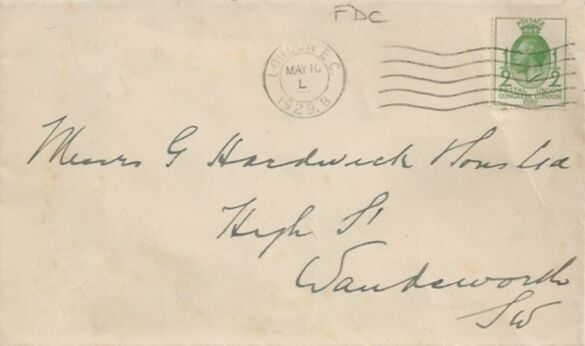 FDC
LONDON. E.C.
MAY 10
L
1929. B
POSTAGE
1 1
2 2
POSTAL UNION
CONGRESS LONDON
1929
Messrs G Hardwick & Sons Ltd
High St
Wandsworth
SW